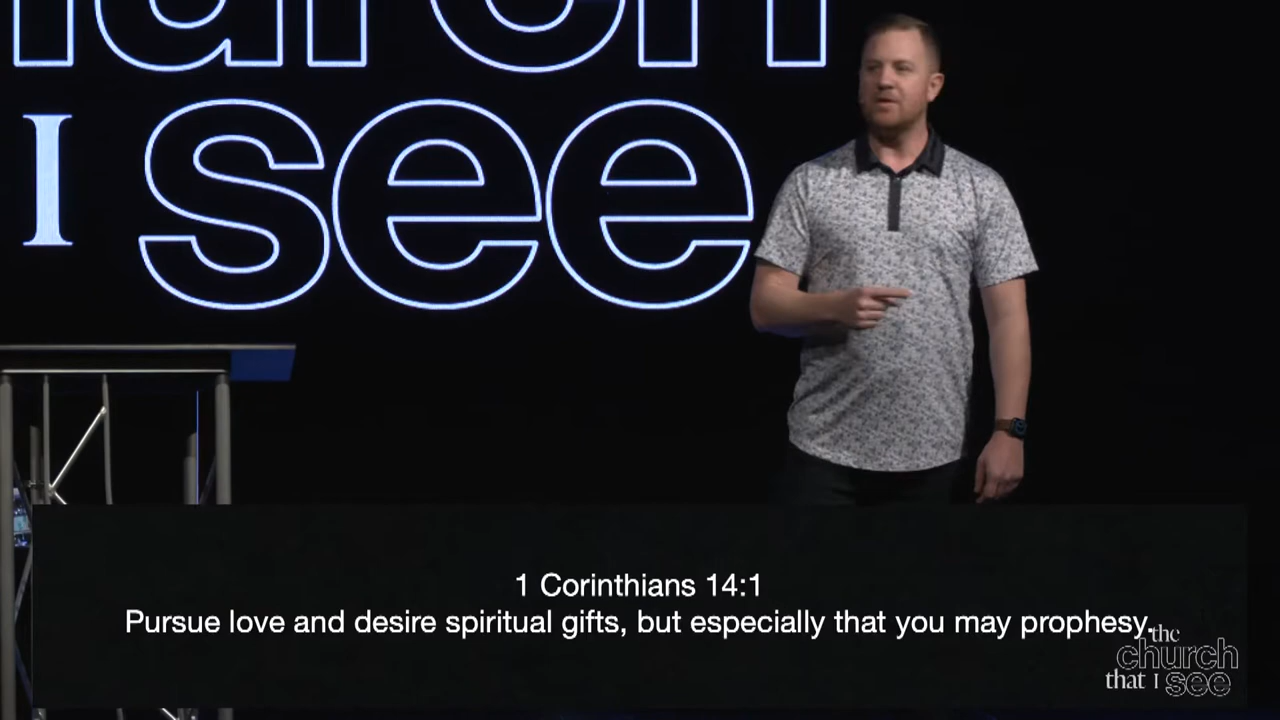 church
I see
1 Corinthians 14:1
Pursue love and desire spiritual gifts, but especially that you may prophesy.
the
church
that I see